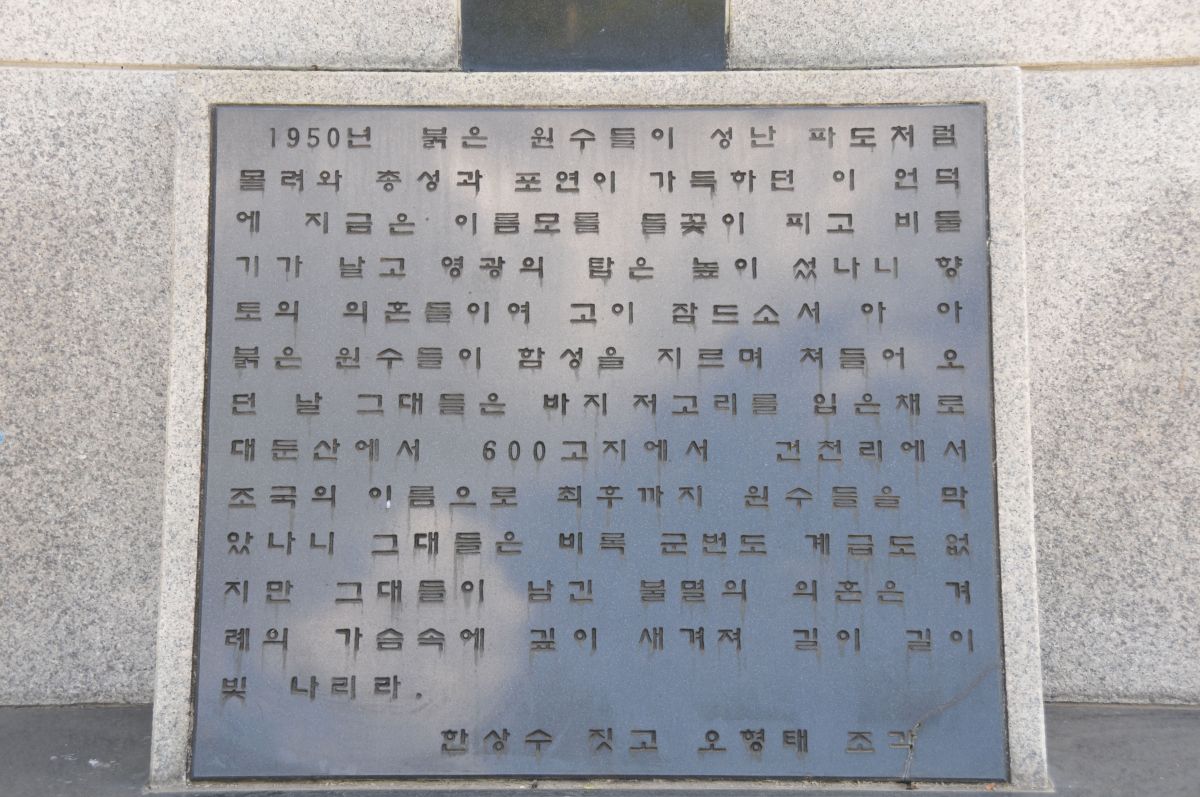 1950년 붉은 원수들이 성난 파도처럼
몰려와 총성과 포연이 가득하던 이 언덕
에 지금은 이름모를 들꽃이 피고 비둘
기가 날고 영광의 탑은 높이 섰나니 향
토의 의혼들이여 고이 잠드소서 아 아
붉은 원수들이 함성을 지르며 쳐들어 오
던 날 그대들은 바지저고리를 입은채로
대둔산에서 600고지에서 건천리에서
조국의 이름으로 최후까지 원수들을 막
았나니 그대들은 비록 군번도 계급도 없
지만 그대들이 남긴 불멸의 의혼은 겨
레의 가슴속에 깊이 새겨져 길이 길이
빛 나리라.
한상수 짓고 오형태 조각